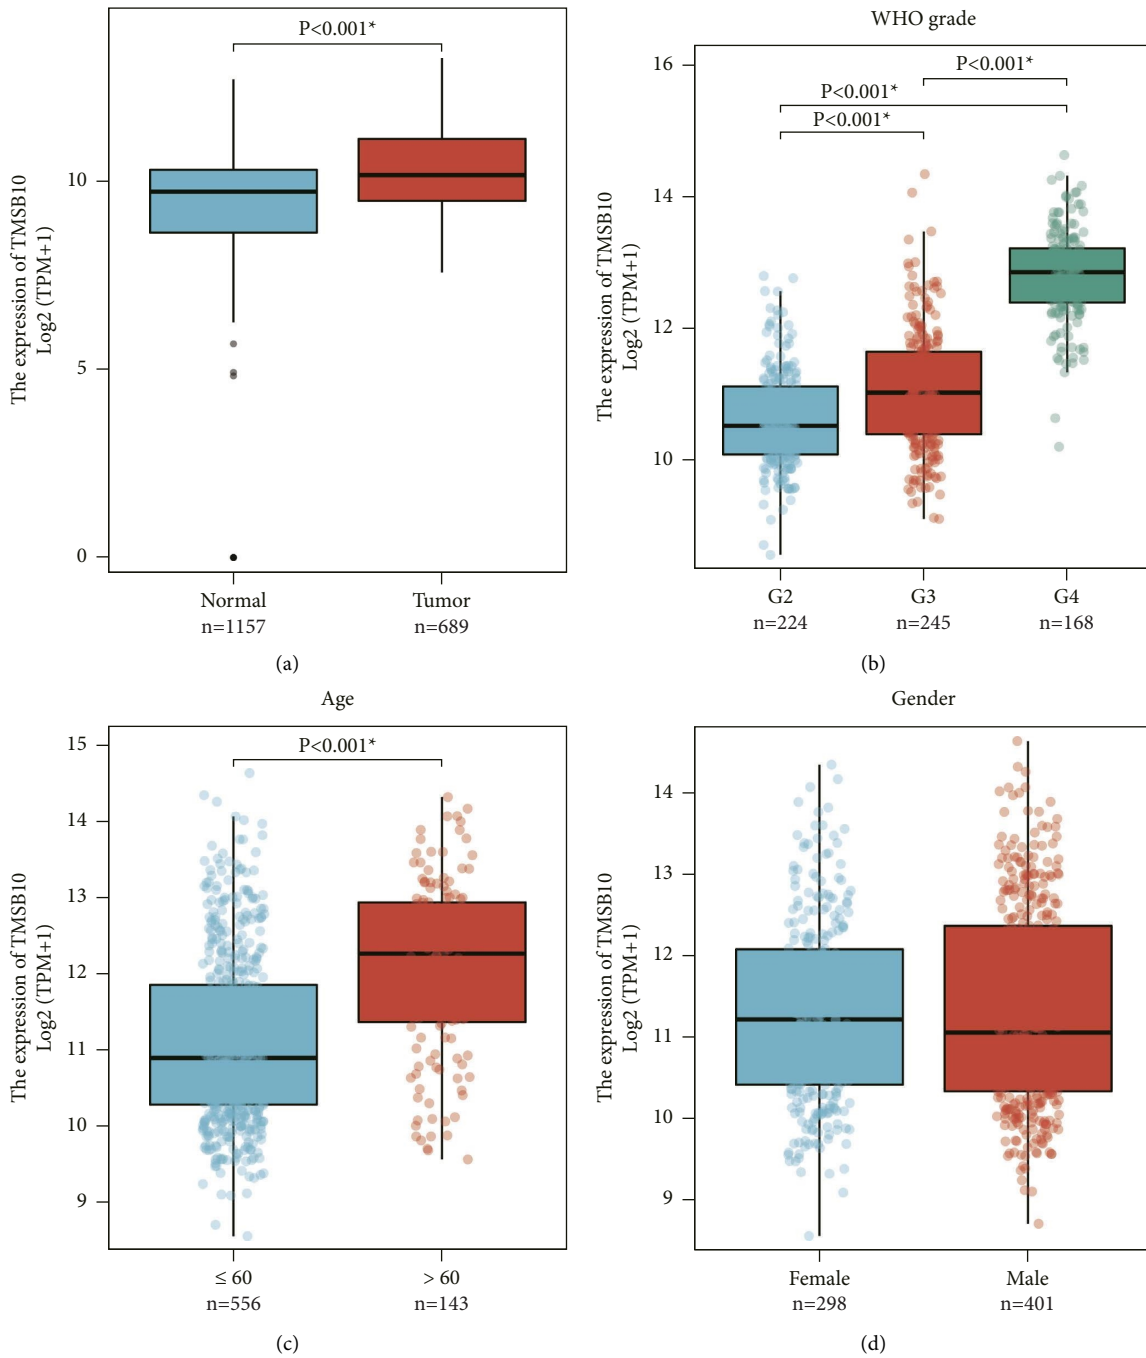 P<0.001*
The expression of TMSB10
Log2 (TPM+1)
10
5
0
Normal
n=1157
Tumor
n=689
(a)
WHO grade
P<0.001*
P<0.001*
P<0.001*
The expression of TMSB10
Log2 (TPM+1)
16
14
12
10
G2
n=224
G3
n=245
G4
n=168
(b)
Age
P<0.001*
The expression of TMSB10
Log2 (TPM+1)
15
14
13
12
11
10
9
≤ 60
n=556
> 60
n=143
(c)
Gender
The expression of TMSB10
Log2 (TPM+1)
14
13
12
11
10
9
Female
n=298
Male
n=401
(d)